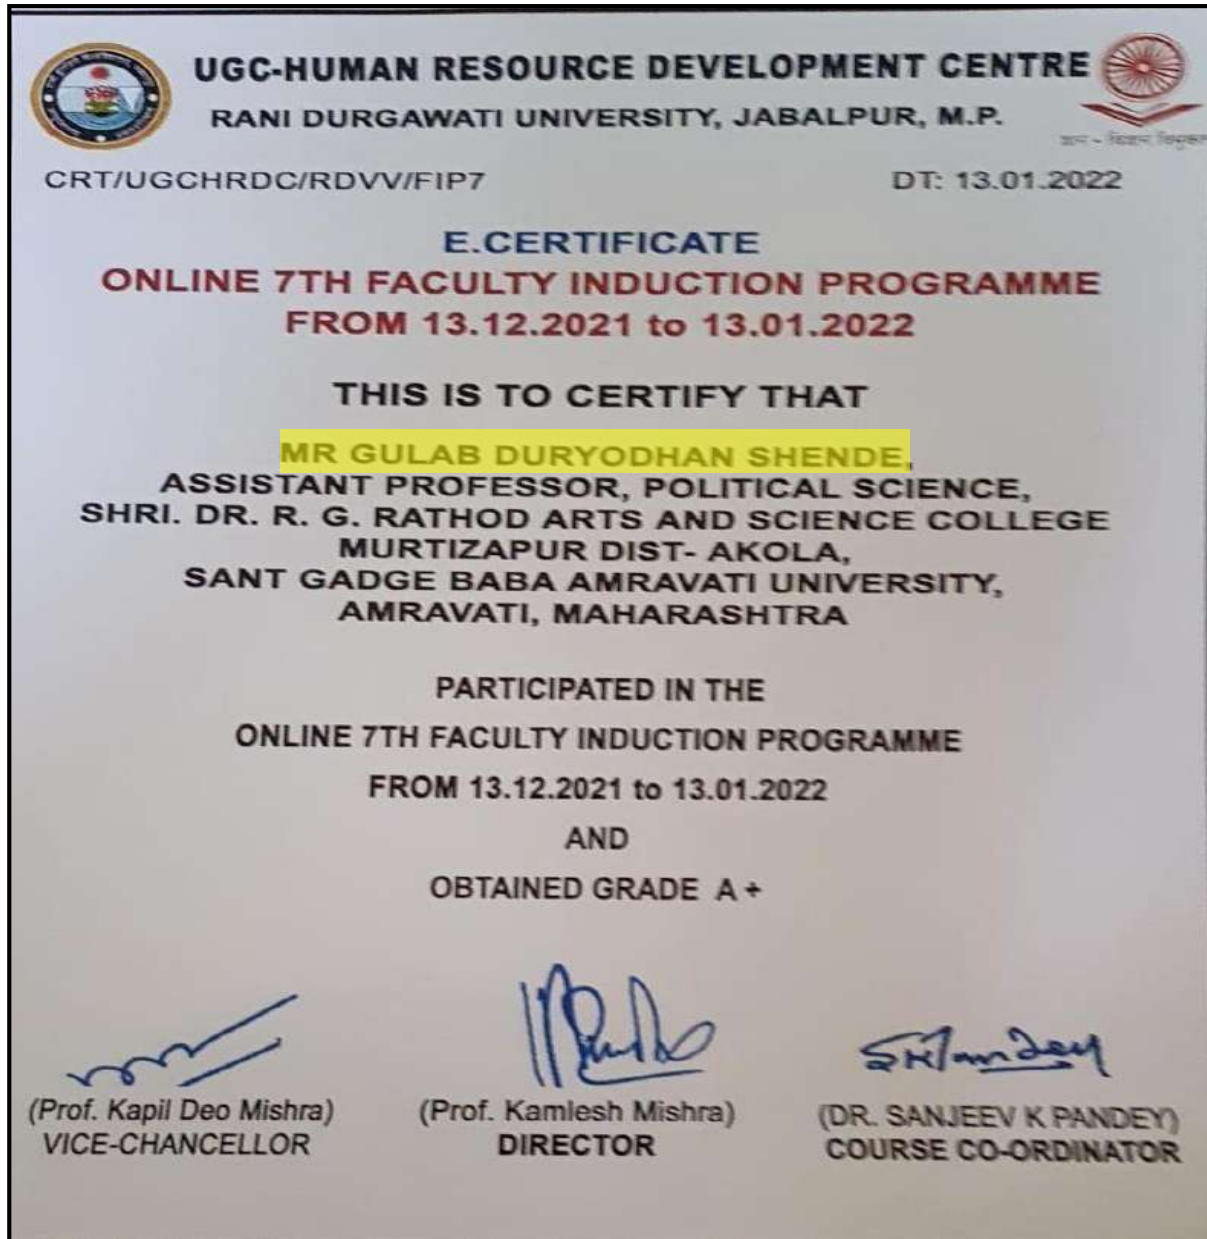 UGC-HUMAN RESOURCE DEVELOPMENT CENTRE
RANI DURGAWATI UNIVERSITY, JABALPUR, M.P.
CRT/UGCHRDC/RDVV/FIP7
DT: 13.01.2022
E.CERTIFICATE
ONLINE 7TH FACULTY INDUCTION PROGRAMME
FROM 13.12.2021 to 13.01.2022
THIS IS TO CERTIFY THAT
MR GULAB DURYODHAN SHENDE,
ASSISTANT PROFESSOR, POLITICAL SCIENCE,
SHRI. DR. R. G. RATHOD ARTS AND SCIENCE COLLEGE
MURTIZAPUR DIST- AKOLA,
SANT GADGE BABA AMRAVATI UNIVERSITY,
AMRAVATI, MAHARASHTRA
PARTICIPATED IN THE
ONLINE 7TH FACULTY INDUCTION PROGRAMME
FROM 13.12.2021 to 13.01.2022
AND
OBTAINED GRADE A +
(Prof. Kapil Deo Mishra)
VICE-CHANCELLOR
(Prof. Kamlesh Mishra)
DIRECTOR
(DR. SANJEEV K PANDEY)
COURSE CO-ORDINATOR